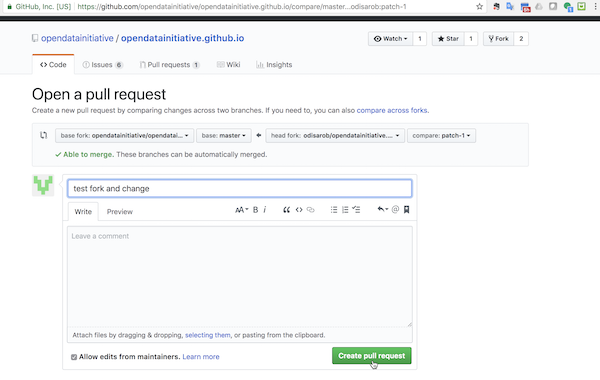 GitHub, Inc. [US] | https://github.com/opendatainitiative/opendatainitiative.github.io/compare/master...odisarob:patch-1
opendatainitiative / opendatainitiative.github.io
Watch 1 Star 1 Fork 2
Code Issues 6 Pull requests 1 Wiki Insights
Open a pull request
Create a new pull request by comparing changes across two branches. If you need to, you can also compare across forks.
base fork: opendatainitiative/opendatai... base: master head fork: odisarob/opendatainitiative.... compare: patch-1
Able to merge. These branches can be automatically merged.
test fork and change
Write Preview AA B i
Leave a comment
Attach files by dragging & dropping, selecting them, or pasting from the clipboard.
Allow edits from maintainers. Learn more Create pull request